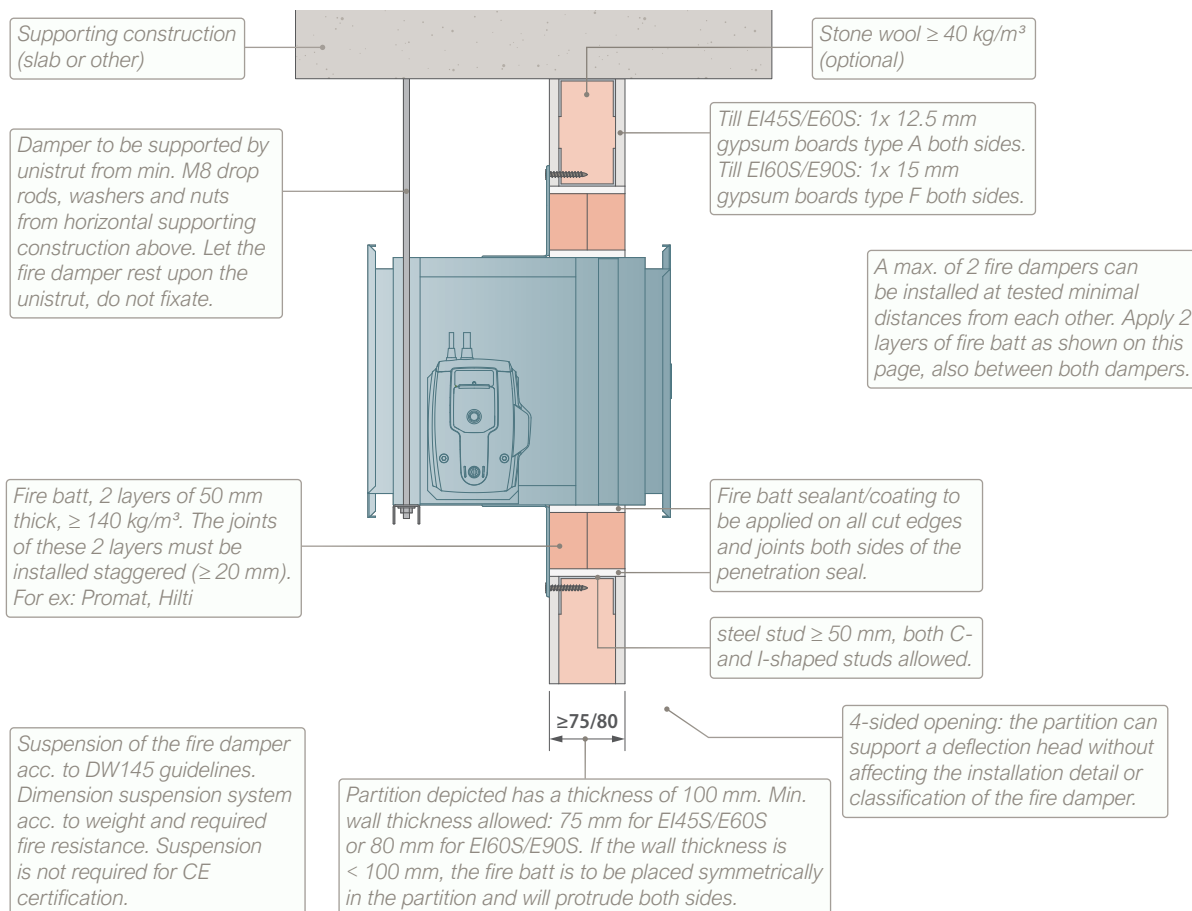 Supporting construction
(slab or other)
Stone wool ≥ 40 kg/m³
(optional)
Till EI45S/E60S: 1x 12.5 mm
gypsum boards type A both sides.
Till EI60S/E90S: 1x 15 mm
gypsum boards type F both sides.
Damper to be supported by
unistrut from min. M8 drop
rods, washers and nuts
from horizontal supporting
construction above. Let the
fire damper rest upon the
unistrut, do not fixate.
A max. of 2 fire dampers can
be installed at tested minimal
distances from each other. Apply 2
layers of fire batt as shown on this
page, also between both dampers.
Fire batt, 2 layers of 50 mm
thick, ≥ 140 kg/m³. The joints
of these 2 layers must be
installed staggered (≥ 20 mm).
For ex: Promat, Hilti
Fire batt sealant/coating to
be applied on all cut edges
and joints both sides of the
penetration seal.
steel stud ≥ 50 mm, both C-
and I-shaped studs allowed.
≥75/80
4-sided opening: the partition can
support a deflection head without
affecting the installation detail or
classification of the fire damper.
Suspension of the fire damper
acc. to DW145 guidelines.
Dimension suspension system
acc. to weight and required
fire resistance. Suspension
is not required for CE
certification.
Partition depicted has a thickness of 100 mm. Min.
wall thickness allowed: 75 mm for EI45S/E60S
or 80 mm for EI60S/E90S. If the wall thickness is
< 100 mm, the fire batt is to be placed symmetrically
in the partition and will protrude both sides.